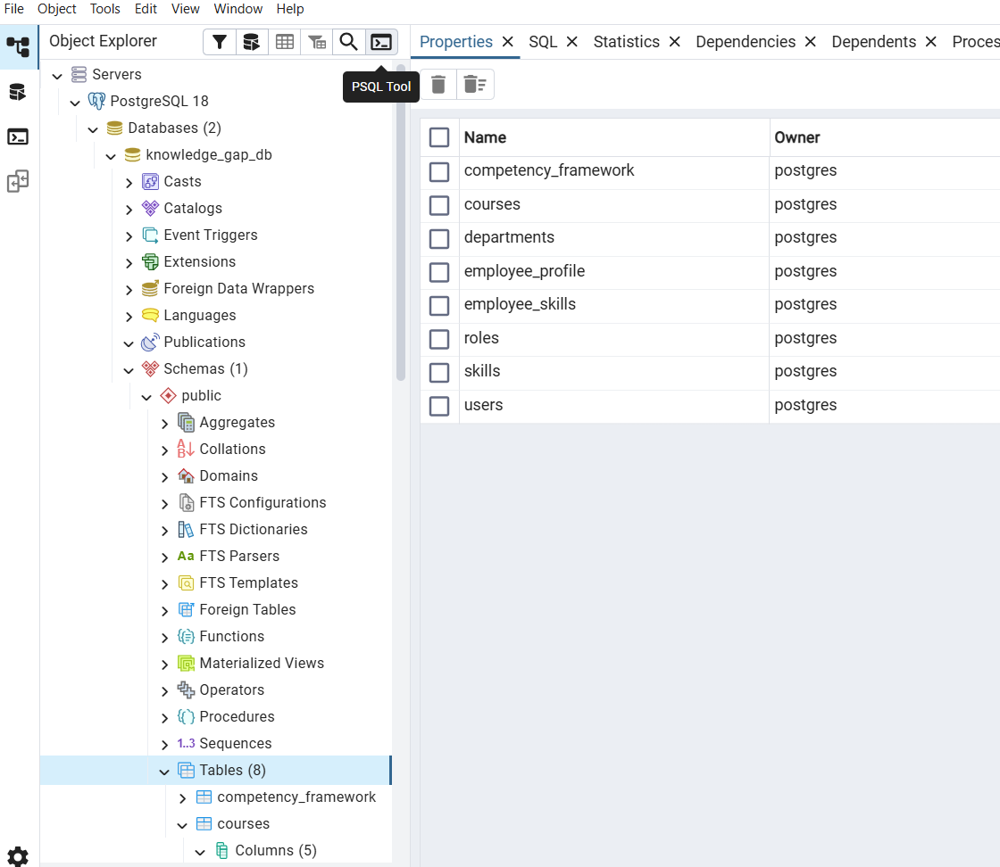 File Object Tools Edit View Window Help
Object Explorer
PSQL Tool
Servers
PostgreSQL 18
Databases (2)
knowledge_gap_db
Casts
Catalogs
Event Triggers
Extensions
Foreign Data Wrappers
Languages
Publications
Schemas (1)
public
Aggregates
Collations
Domains
FTS Configurations
FTS Dictionaries
Aa FTS Parsers
FTS Templates
Foreign Tables
Functions
Materialized Views
Operators
Procedures
1..3 Sequences
Tables (8)
competency_framework
courses
Columns (5)
Properties SQL Statistics Dependencies Dependents Proces
Name Owner
competency_framework postgres
courses postgres
departments postgres
employee_profile postgres
employee_skills postgres
roles postgres
skills postgres
users postgres